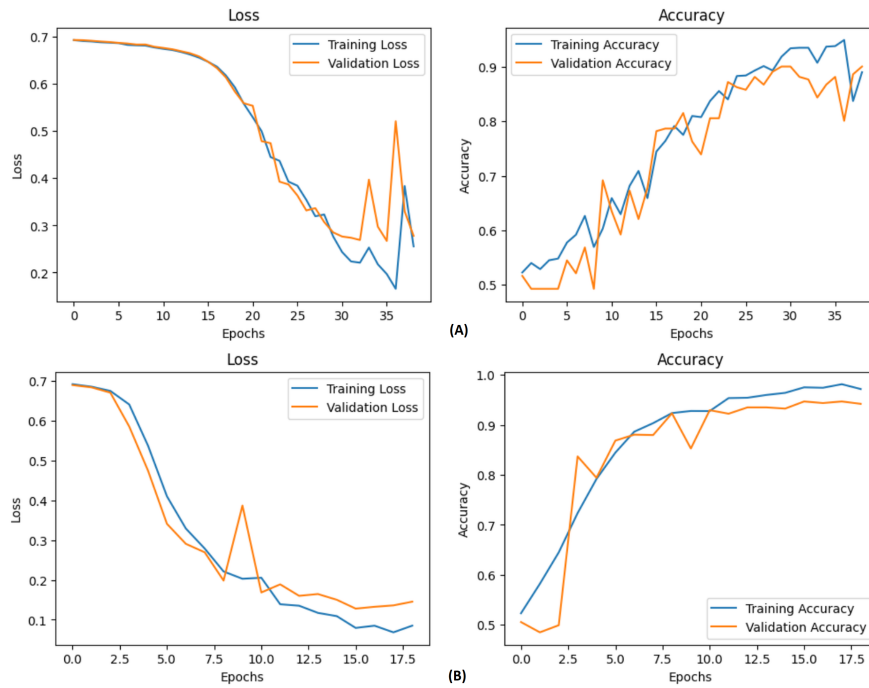 Loss
0.7
0.6
0.5
0.4
0.3
0.2
Loss
Training Loss
Validation Loss
0 5 10 15 20 25 30 35
Epochs
Accuracy
0.9
0.8
0.7
0.6
0.5
Accuracy
Training Accuracy
Validation Accuracy
0 5 10 15 20 25 30 35
Epochs
(A)
Loss
0.7
0.6
0.5
0.4
0.3
0.2
0.1
Loss
Training Loss
Validation Loss
0.0 2.5 5.0 7.5 10.0 12.5 15.0 17.5
Epochs
Accuracy
1.0
0.9
0.8
0.7
0.6
0.5
Accuracy
Training Accuracy
Validation Accuracy
0.0 2.5 5.0 7.5 10.0 12.5 15.0 17.5
Epochs
(B)